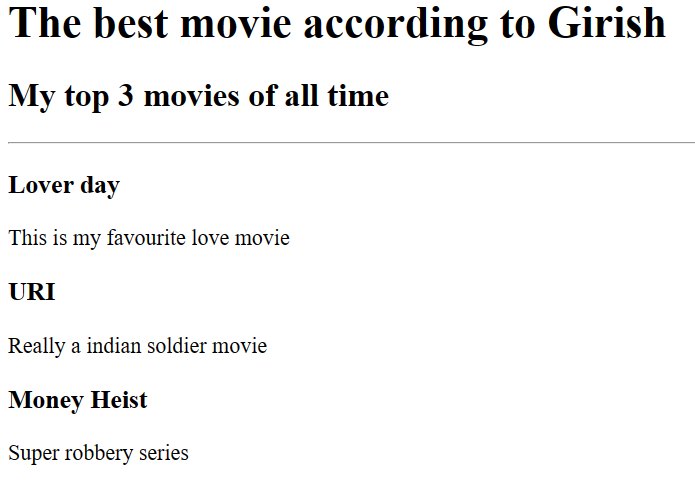 The best movie according to Girish
My top 3 movies of all time
Lover day
This is my favourite love movie
URI
Really a indian soldier movie
Money Heist
Super robbery series